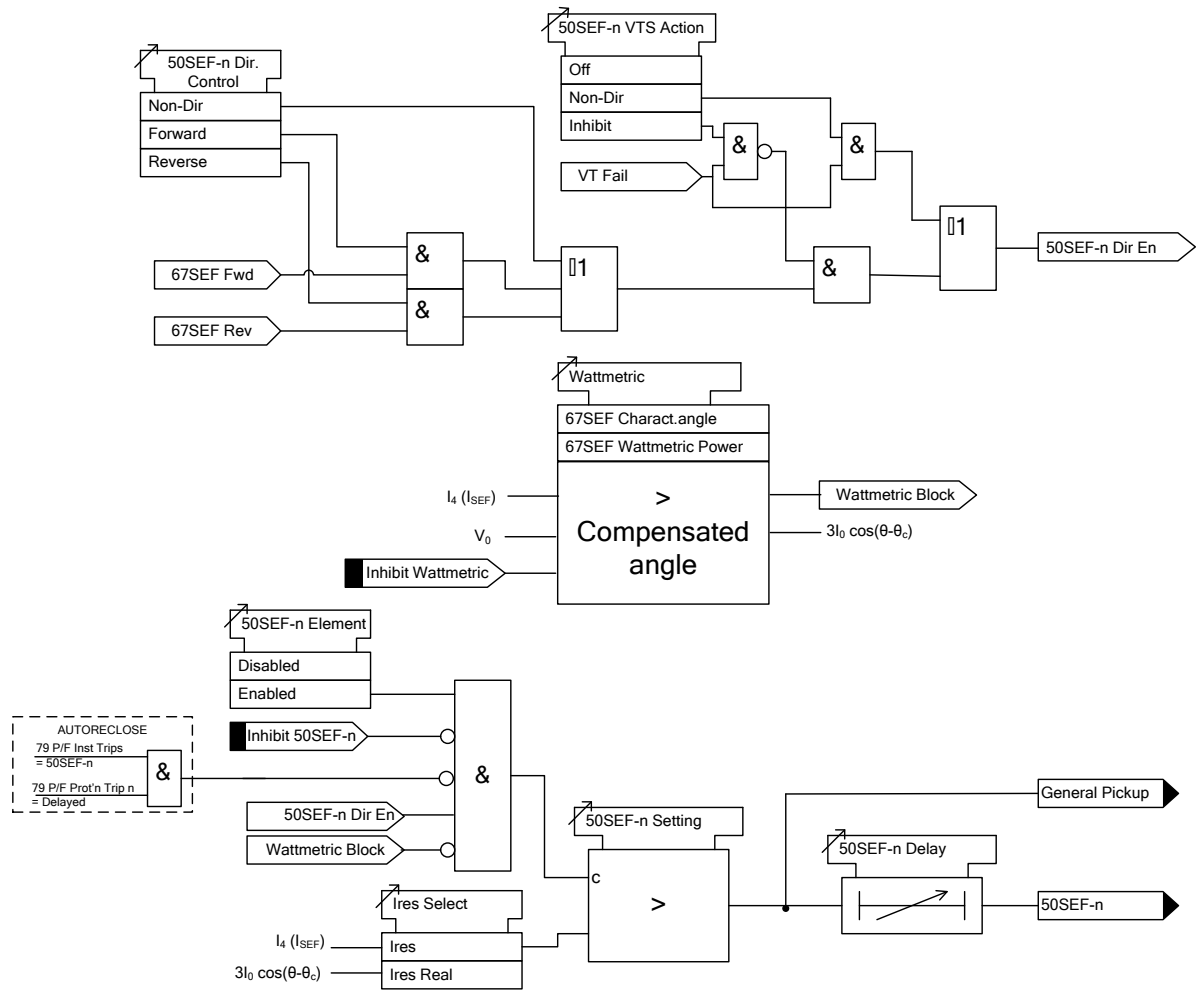 50SEF-n VTS Action
Off
Non-Dir
Inhibit
VT Fail
50SEF-n Dir.
Control
Non-Dir
Forward
Reverse
&
&
67SEF Fwd
67SEF Rev
&
&
▯1
&
▯1
50SEF-n Dir En
Wattmetric
67SEF Charact.angle
67SEF Wattmetric Power
I4 (ISEF)
V0
Inhibit Wattmetric
>
Compensated
angle
Wattmetric Block
3I0 cos(θ-θc)
50SEF-n Element
Disabled
Enabled
Inhibit 50SEF-n
AUTORECLOSE
79 P/F Inst Trips
= 50SEF-n
79 P/F Prot'n Trip n
= Delayed
&
50SEF-n Dir En
Wattmetric Block
&
50SEF-n Setting
c
>
Ires Select
I4 (ISEF)
Ires
3I0 cos(θ-θc)
Ires Real
General Pickup
50SEF-n Delay
50SEF-n